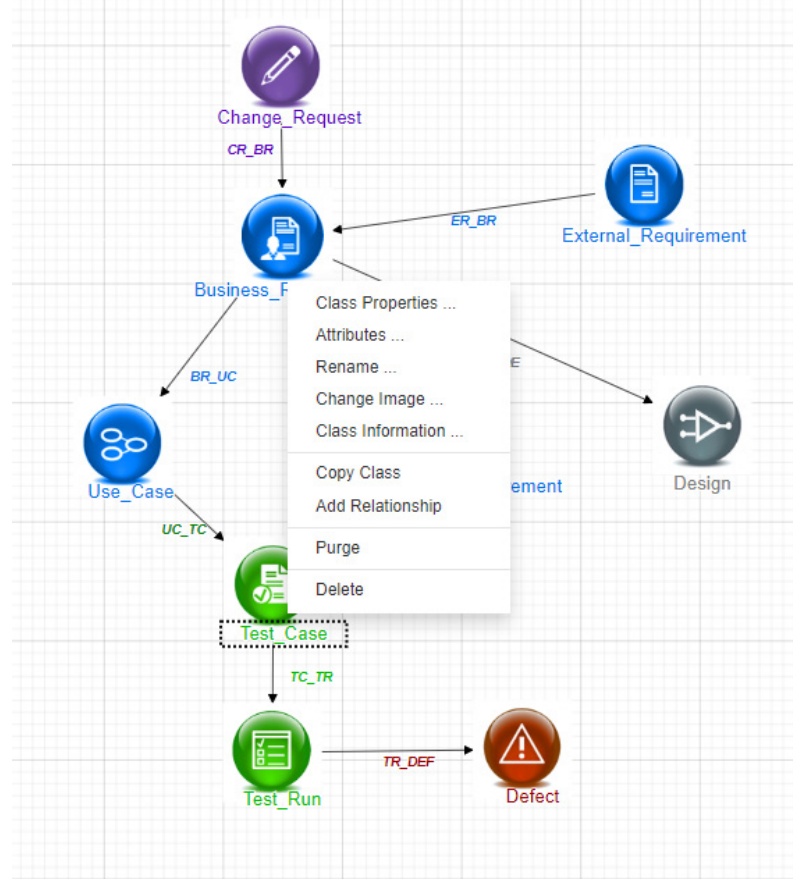 Change_Request
CR_BR
ER_BR
External_Requirement
Business_R
Class Properties ...
Attributes ...
Rename ...
E
Change Image ...
BR_UC
Class Information ...
Copy Class
Design
ement
Use_Case
Add Relationship
UC_TC
Purge
Delete
Test_Case
TC_TR
TR_DEF
Test_Run
Defect